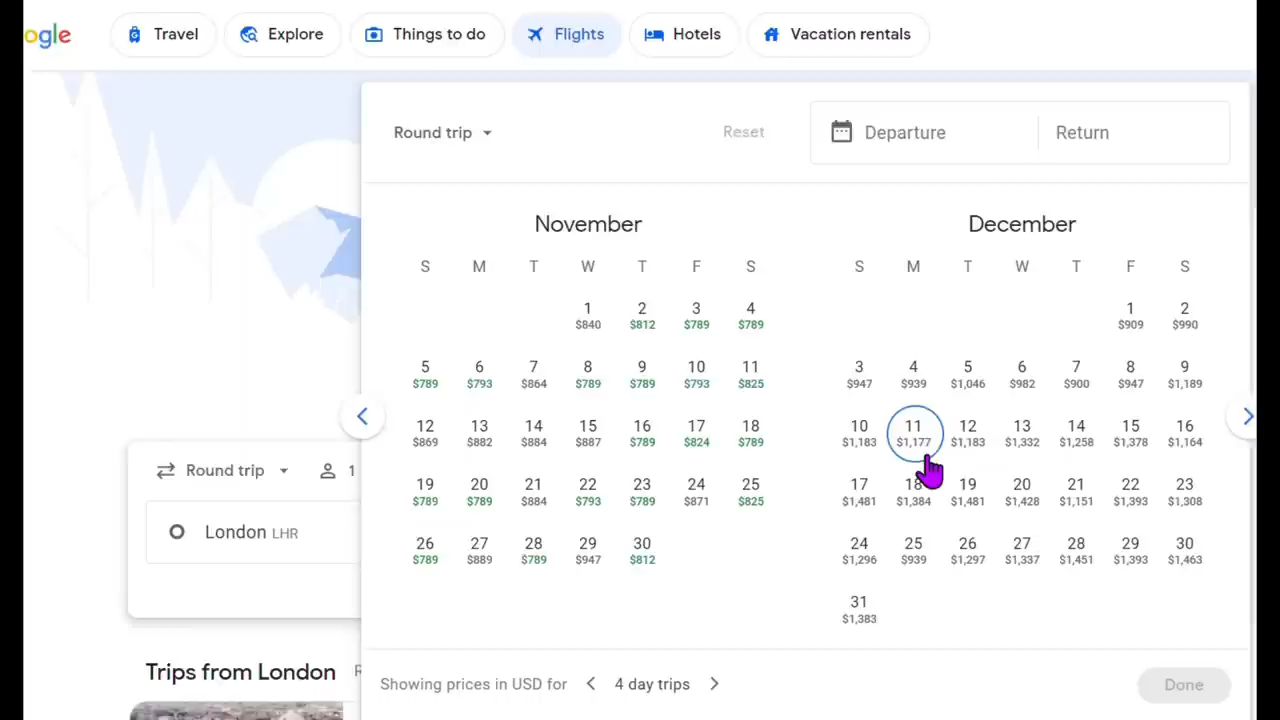 ogle Travel Explore Things to do Flights Hotels Vacation rentals
Round trip Reset Departure Return
November
S M T W T F S
1 2 3 4
$840 $812 $789 $789
5 6 7 8 9 10 11
$789 $793 $864 $789 $789 $793 $825
12 13 14 15 16 17 18
$869 $882 $884 $887 $789 $824 $789
19 20 21 22 23 24 25
$789 $789 $884 $793 $789 $871 $825
26 27 28 29 30
$789 $889 $789 $947 $812
December
S M T W T F S
1 2
$909 $990
3 4 5 6 7 8 9
$947 $939 $1,046 $982 $900 $947 $1,189
10 11 12 13 14 15 16
$1,183 $1,177 $1,183 $1,332 $1,258 $1,378 $1,164
17 18 19 20 21 22 23
$1,481 $1,384 $1,481 $1,428 $1,151 $1,393 $1,308
24 25 26 27 28 29 30
$1,296 $939 $1,297 $1,337 $1,451 $1,393 $1,463
31
$1,383
Round trip 1
London LHR
Trips from London
Showing prices in USD for 4 day trips Done